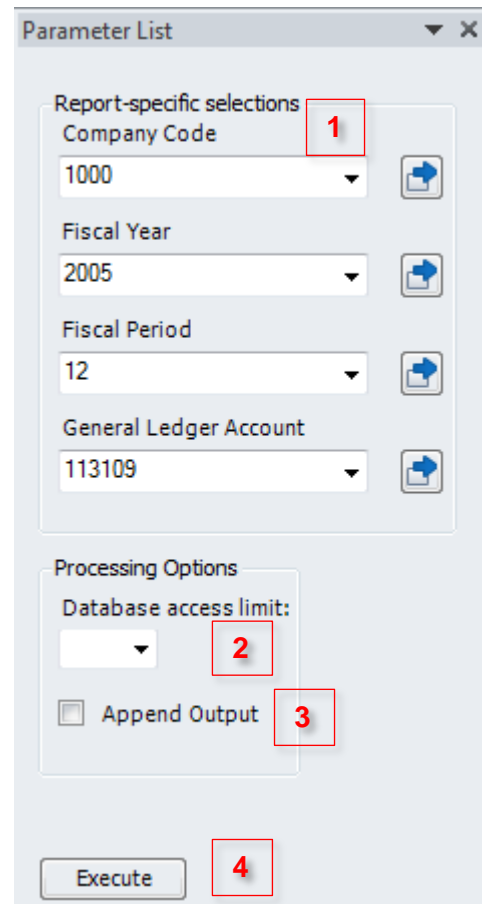 Parameter List
Report-specific selections
1
Company Code
1000
Fiscal Year
2005
Fiscal Period
12
General Ledger Account
113109
Processing Options
Database access limit:
2
Append Output
3
Execute
4